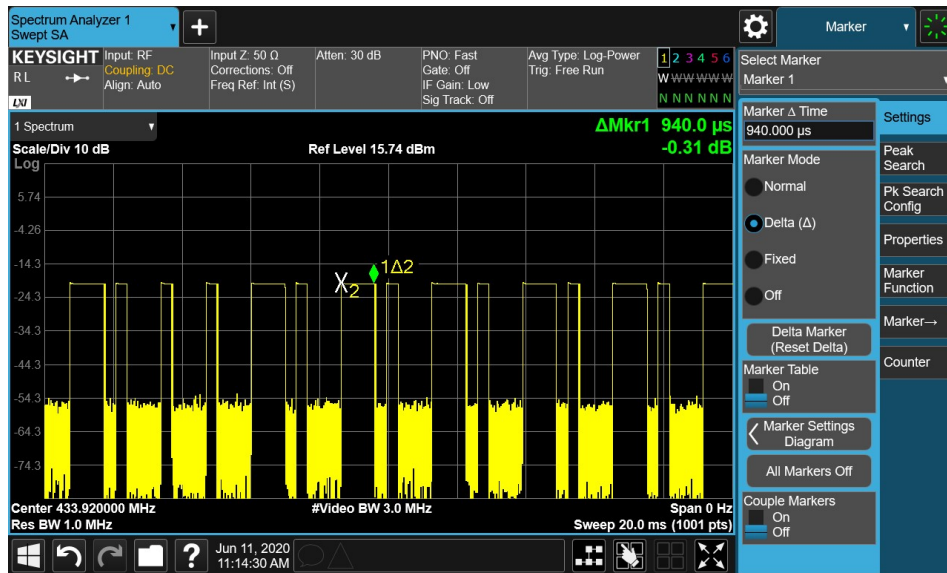 Spectrum Analyzer 1
Swept SA
+
Marker
KEYSIGHT
R L
LXI
Input: RF
Coupling: DC
Align: Auto
Input Z: 50 Ω
Corrections: Off
Freq Ref: Int (S)
Atten: 30 dB
PNO: Fast
Gate: Off
IF Gain: Low
Sig Track: Off
Avg Type: Log-Power
Trig: Free Run
1 2 3 4 5 6
W W W W W W
N N N N N N
Select Marker
Marker 1
1 Spectrum
Scale/Div 10 dB
Log
Ref Level 15.74 dBm
ΔMkr1 940.0 µs
-0.31 dB
5.74
-4.26
-14.3
-24.3
-34.3
-44.3
-54.3
-64.3
-74.3
X2
1Δ2
Center 433.920000 MHz
Res BW 1.0 MHz
#Video BW 3.0 MHz
Span 0 Hz
Sweep 20.0 ms (1001 pts)
Marker Δ Time
940.000 µs
Marker Mode
Normal
Delta (Δ)
Fixed
Off
Delta Marker
(Reset Delta)
Marker Table
On
Off
Marker Settings
Diagram
All Markers Off
Couple Markers
On
Off
Settings
Peak
Search
Pk Search
Config
Properties
Marker
Function
Marker→
Counter
?
Jun 11, 2020
11:14:30 AM